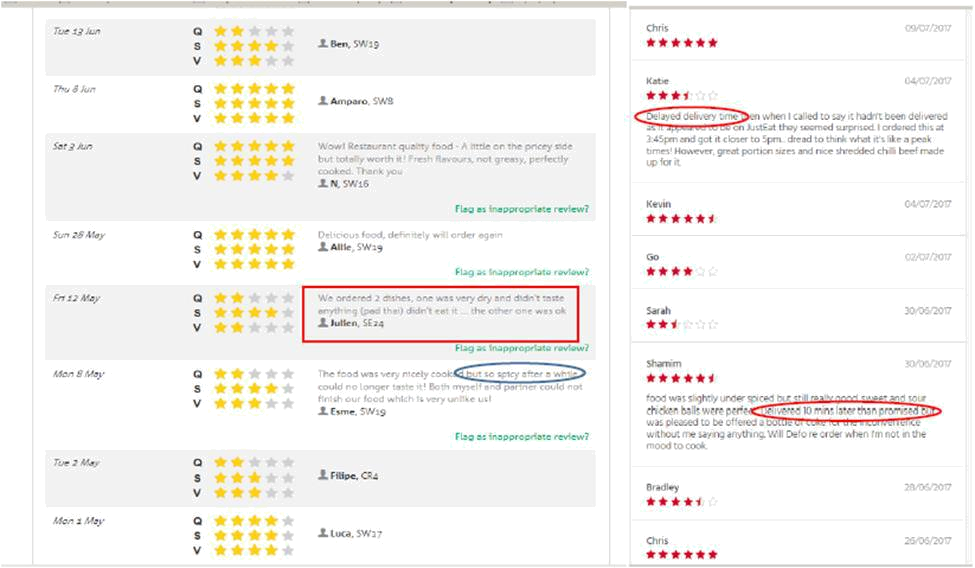 Tue 13 Jun
Q
S
V
Ben, SW19
Thu 8 Jun
Q
S
V
Amparo, SW8
Sat 3 Jun
Q
S
V
Wow! Restaurant quality food - A little on the pricey side
but totally worth it! Fresh flavours, not greasy, perfectly
cooked. Thank you
N, SW16
Flag as inappropriate review?
Sun 28 May
Q
S
V
Delicious food, definitely will order again
Allie, SW19
Flag as inappropriate review?
Fri 12 May
Q
S
V
We ordered 2 dishes, one was very dry and didn't taste
anything (pad thai) didn't eat it ... the other one was ok
Julien, SE24
Flag as inappropriate review?
Mon 8 May
Q
S
V
The food was very nicely cooked but so spicy after a while
could no longer taste it! Both myself and partner could not
finish our food which is very unlike us!
Esme, SW19
Flag as inappropriate review?
Tue 2 May
Q
S
V
Filipe, CR4
Mon 1 May
Q
S
V
Luca, SW17
Chris 09/07/2017
Katie 04/07/2017
Delayed delivery time then when I called to say it hadn't been delivered
as it appeared to be on JustEat they seemed surprised. I ordered this at
3:45pm and got it closer to 5pm.. dread to think what it's like a peak
times! However, great portion sizes and nice shredded chilli beef made
up for it.
Kevin 04/07/2017
Go 02/07/2017
Sarah 30/06/2017
Shamim 30/06/2017
food was slightly under spiced but still really good. sweet and sour
chicken balls were perfect. Delivered 10 mins later than promised but
was pleased to be offered a bottle of coke for the inconvenience
without me saying anything. Will Defo re order when I'm not in the
mood to cook.
Bradley 28/06/2017
Chris 26/06/2017